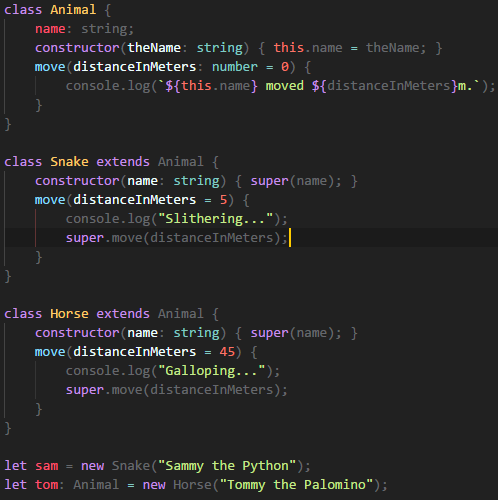 class Animal {
    name: string;
    constructor(theName: string) { this.name = theName; }
    move(distanceInMeters: number = 0) {
        console.log(`${this.name} moved ${distanceInMeters}m.`);
    }
}

class Snake extends Animal {
    constructor(name: string) { super(name); }
    move(distanceInMeters = 5) {
        console.log("Slithering...");
        super.move(distanceInMeters);
    }
}

class Horse extends Animal {
    constructor(name: string) { super(name); }
    move(distanceInMeters = 45) {
        console.log("Galloping...");
        super.move(distanceInMeters);
    }
}

let sam = new Snake("Sammy the Python");
let tom: Animal = new Horse("Tommy the Palomino");